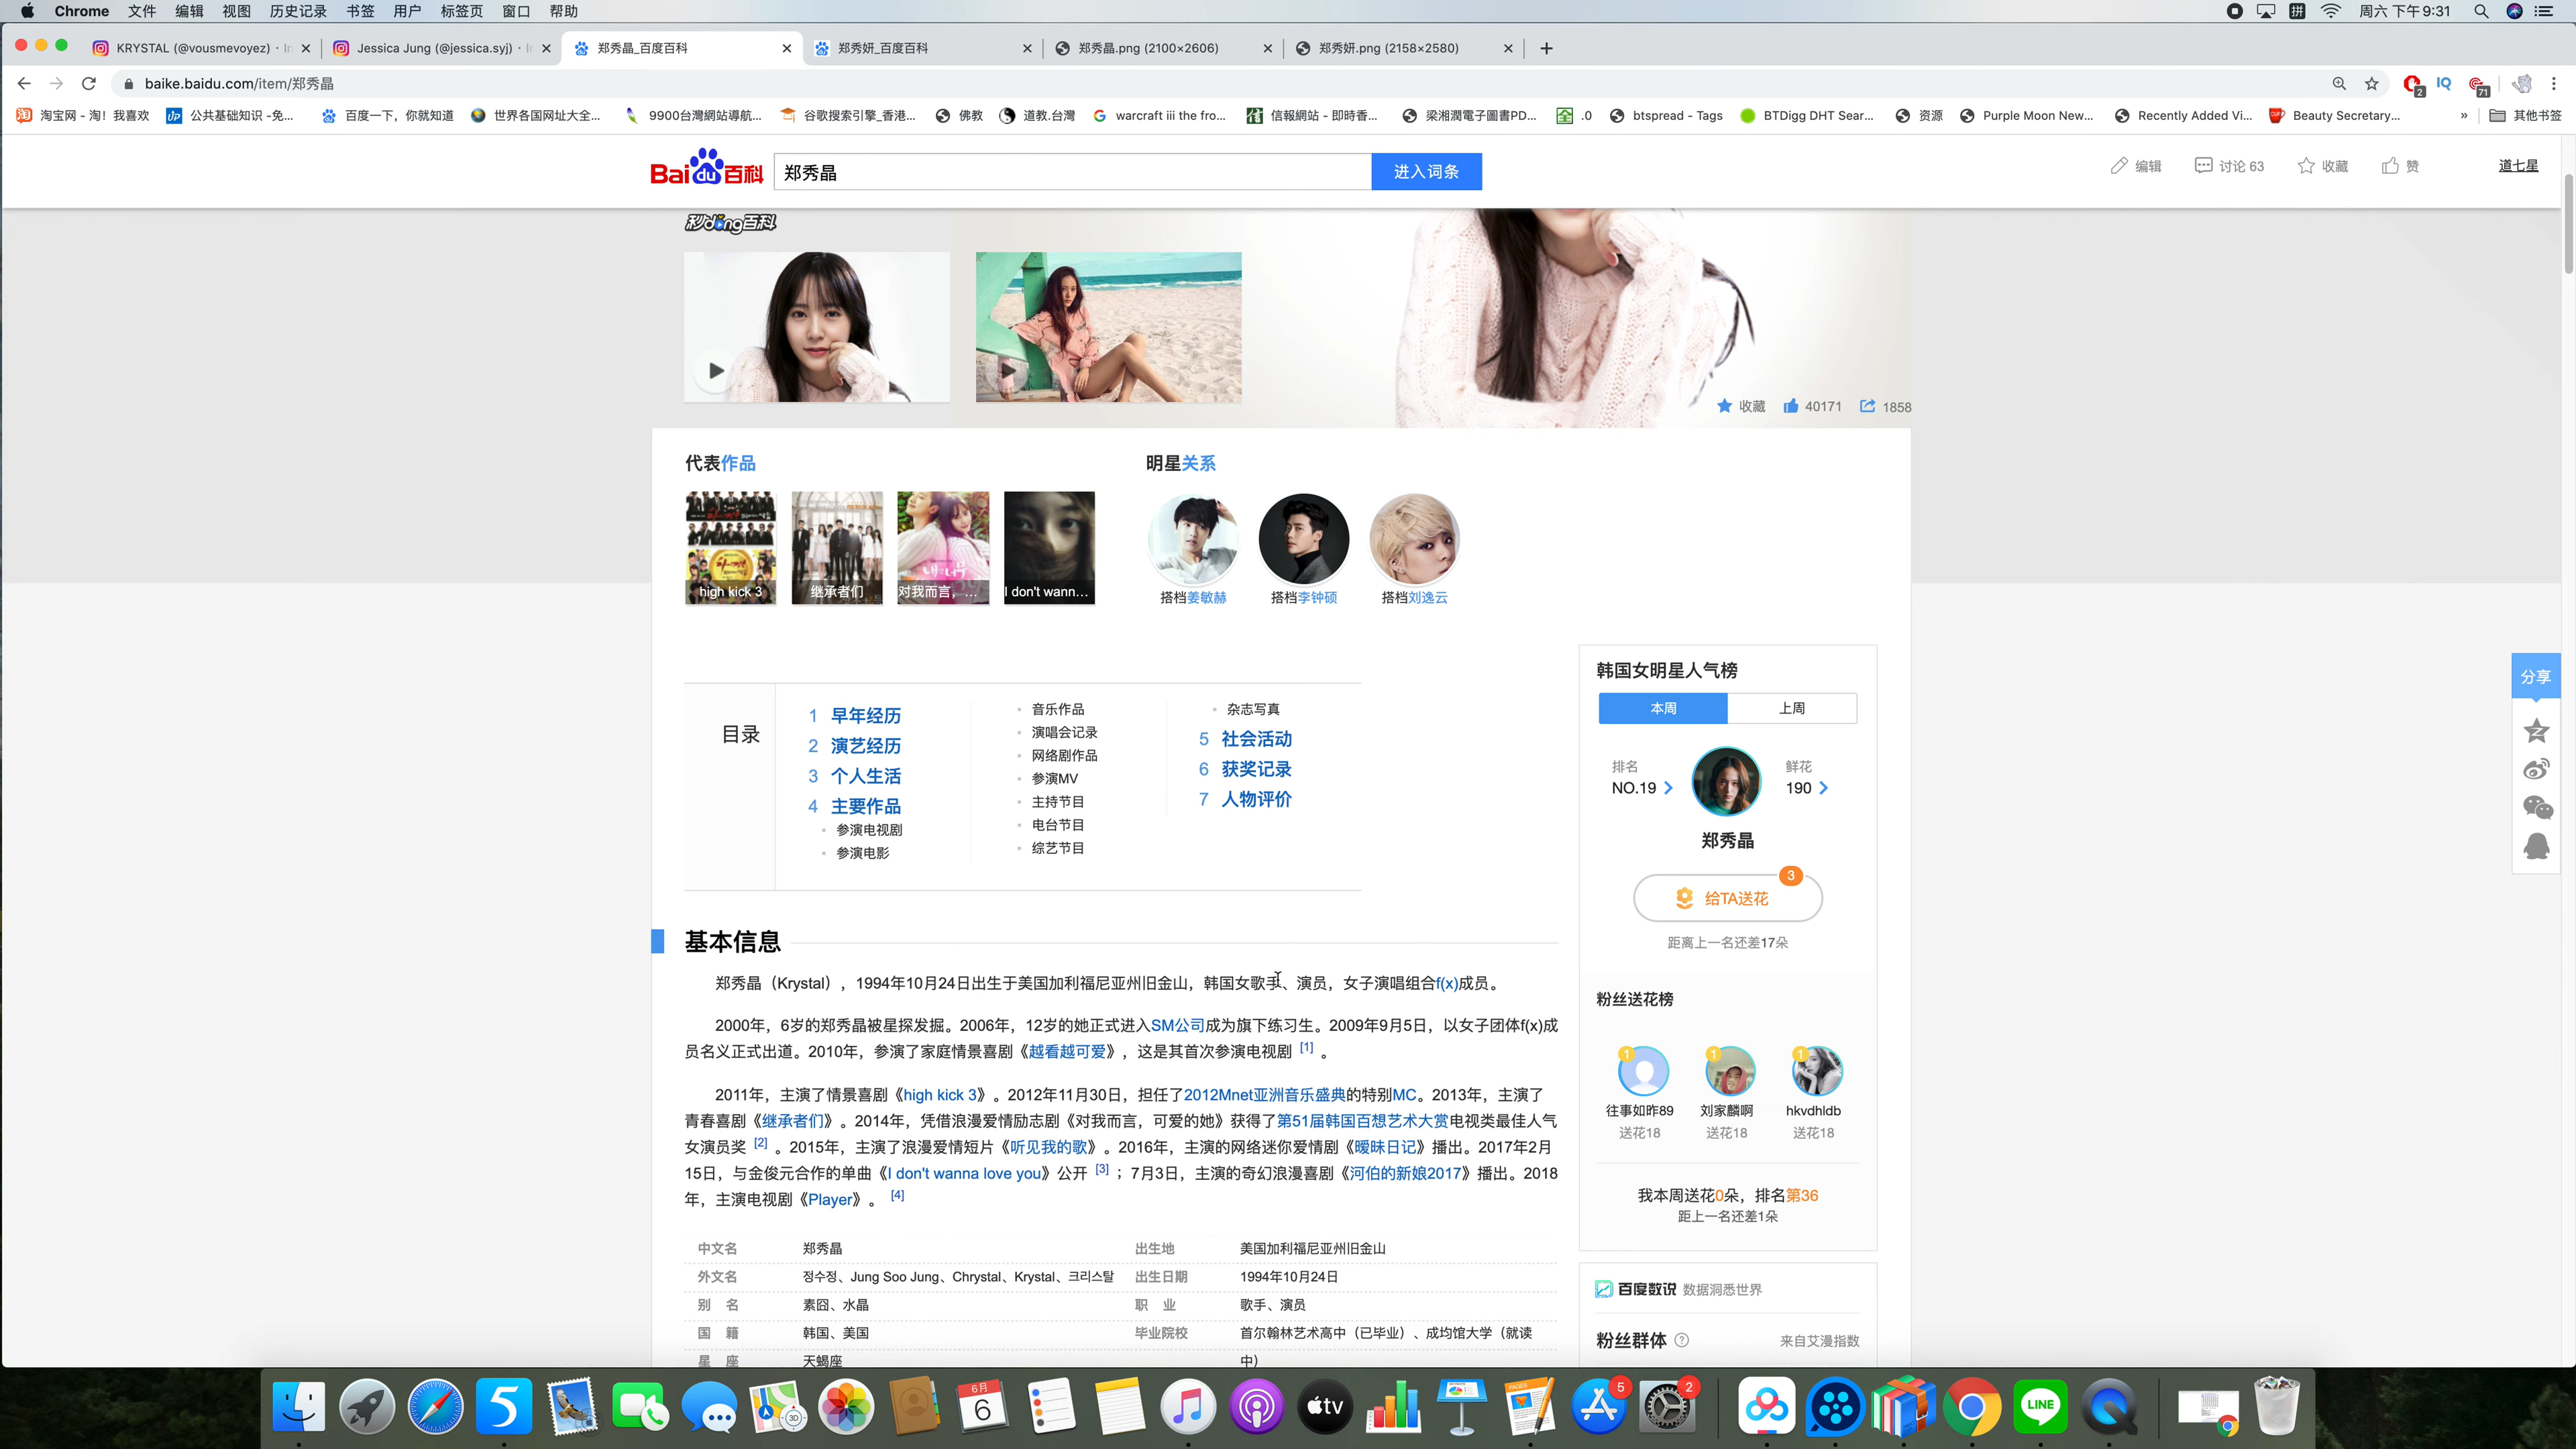 Chrome 文件 编辑 视图 历史记录 书签 用户 标签页 窗口 帮助 周六 下午9:31
KRYSTAL (@vousmevoyez) · In Jessica Jung (@jessica.syj) · In 郑秀晶_百度百科 郑秀妍_百度百科 郑秀晶.png (2100×2606) 郑秀妍.png (2158×2580)
baike.baidu.com/item/郑秀晶 2 IQ 71
淘宝网 - 淘！我喜欢 公共基础知识 -免... 百度一下，你就知道 世界各国网址大全... 9900台灣網站導航... 谷歌搜索引擎_香港... 佛教 道教.台灣 warcraft iii the fro... 信報網站 - 即時香... 梁湘潤電子圖書PD... .0 btspread - Tags BTDigg DHT Sear... 资源 Purple Moon New... Recently Added Vi... Beauty Secretary... » 其他书签
Baidu百科 郑秀晶 进入词条 编辑 讨论 63 收藏 赞 道七星
秒dǒng百科
收藏 40171 1858
代表作品 明星关系
high kick 3 继承者们 对我而言，... I don't wann...
搭档姜敏赫 搭档李钟硕 搭档刘逸云
目录
1 早年经历
2 演艺经历
3 个人生活
4 主要作品
参演电视剧
参演电影
音乐作品
演唱会记录
网络剧作品
参演MV
主持节目
电台节目
综艺节目
杂志写真
5 社会活动
6 获奖记录
7 人物评价
韩国女明星人气榜
本周 上周
排名 鲜花
NO.19 190
郑秀晶
3
给TA送花
距离上一名还差17朵
粉丝送花榜
1 1 1
往事如昨89 刘家麟啊 hkvdhldb
送花18 送花18 送花18
我本周送花0朵，排名第36
距上一名还差1朵
百度数说 数据洞悉世界
粉丝群体 ? 来自艾漫指数
分享
基本信息
郑秀晶（Krystal），1994年10月24日出生于美国加利福尼亚州旧金山，韩国女歌手、演员，女子演唱组合f(x)成员。
2000年，6岁的郑秀晶被星探发掘。2006年，12岁的她正式进入SM公司成为旗下练习生。2009年9月5日，以女子团体f(x)成
员名义正式出道。2010年，参演了家庭情景喜剧《越看越可爱》，这是其首次参演电视剧 [1] 。
2011年，主演了情景喜剧《high kick 3》。2012年11月30日，担任了2012Mnet亚洲音乐盛典的特别MC。2013年，主演了
青春喜剧《继承者们》。2014年，凭借浪漫爱情励志剧《对我而言，可爱的她》获得了第51届韩国百想艺术大赏电视类最佳人气
女演员奖 [2] 。2015年，主演了浪漫爱情短片《听见我的歌》。2016年，主演的网络迷你爱情剧《暧昧日记》播出。2017年2月
15日，与金俊元合作的单曲《I don't wanna love you》公开 [3] ；7月3日，主演的奇幻浪漫喜剧《河伯的新娘2017》播出。2018
年，主演电视剧《Player》。 [4]
中文名 郑秀晶 出生地 美国加利福尼亚州旧金山
外文名 정수정、Jung Soo Jung、Chrystal、Krystal、크리스탈 出生日期 1994年10月24日
别 名 素囧、水晶 职 业 歌手、演员
国 籍 韩国、美国 毕业院校 首尔翰林艺术高中（已毕业）、成均馆大学（就读
星 座 天蝎座 中）
5 3D 6月 6 tv PAGES 5 2 LINE